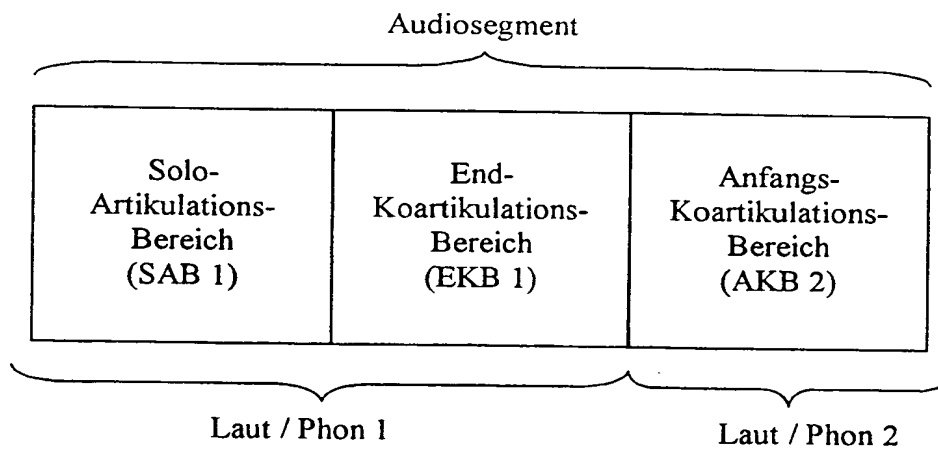 Audiosegment
Solo-
Artikulations-
Bereich
(SAB 1)
End-
Koartikulations-
Bereich
(EKB 1)
Anfangs-
Koartikulations-
Bereich
(AKB 2)
Laut / Phon 1
Laut / Phon 2